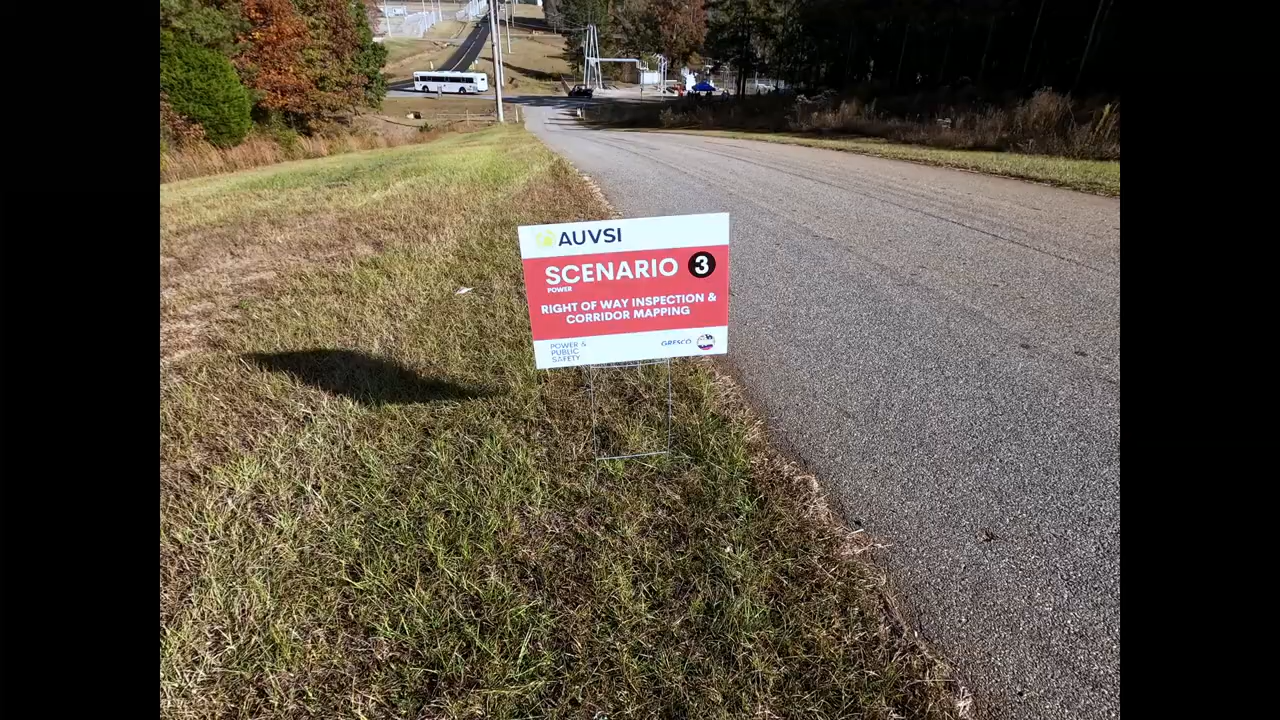 AUVSI
SCENARIO 3
POWER
RIGHT OF WAY INSPECTION &
CORRIDOR MAPPING
POWER &
PUBLIC
SAFETY
GRESCO